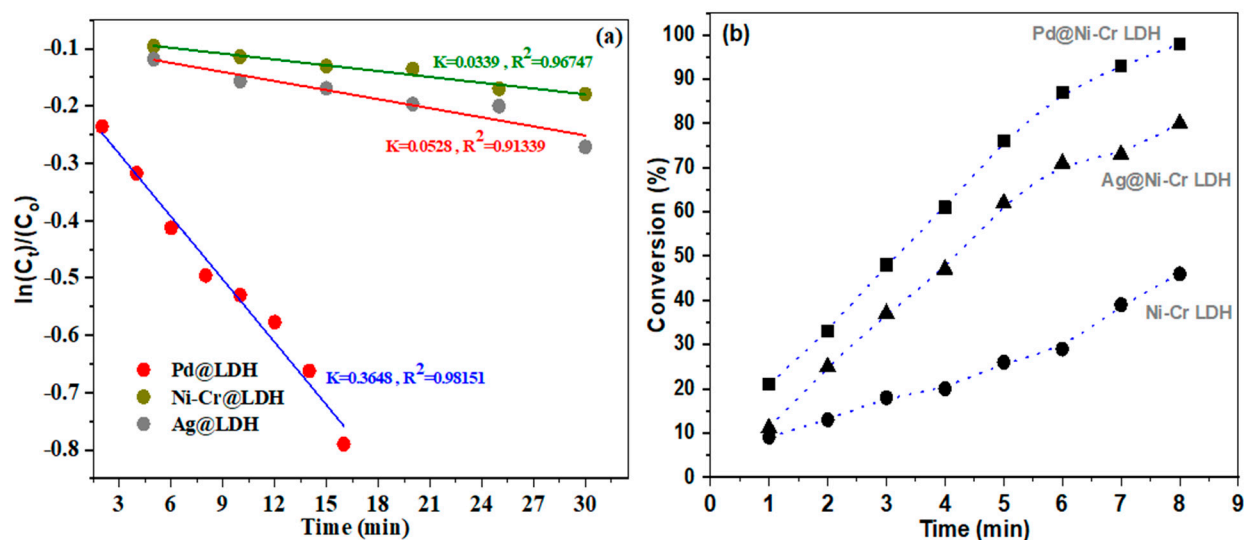 (a)
ln(Cₜ)/(Cₒ)
-0.1
-0.2
-0.3
-0.4
-0.5
-0.6
-0.7
-0.8
K=0.0339 , R²=0.96747
K=0.0528 , R²=0.91339
K=0.3648 , R²=0.98151
Pd@LDH
Ni-Cr@LDH
Ag@LDH
3 6 9 12 15 18 21 24 27 30
Time (min)
(b)
Conversion (%)
100
90
80
70
60
50
40
30
20
10
0
Pd@Ni-Cr LDH
Ag@Ni-Cr LDH
Ni-Cr LDH
0 1 2 3 4 5 6 7 8 9
Time (min)